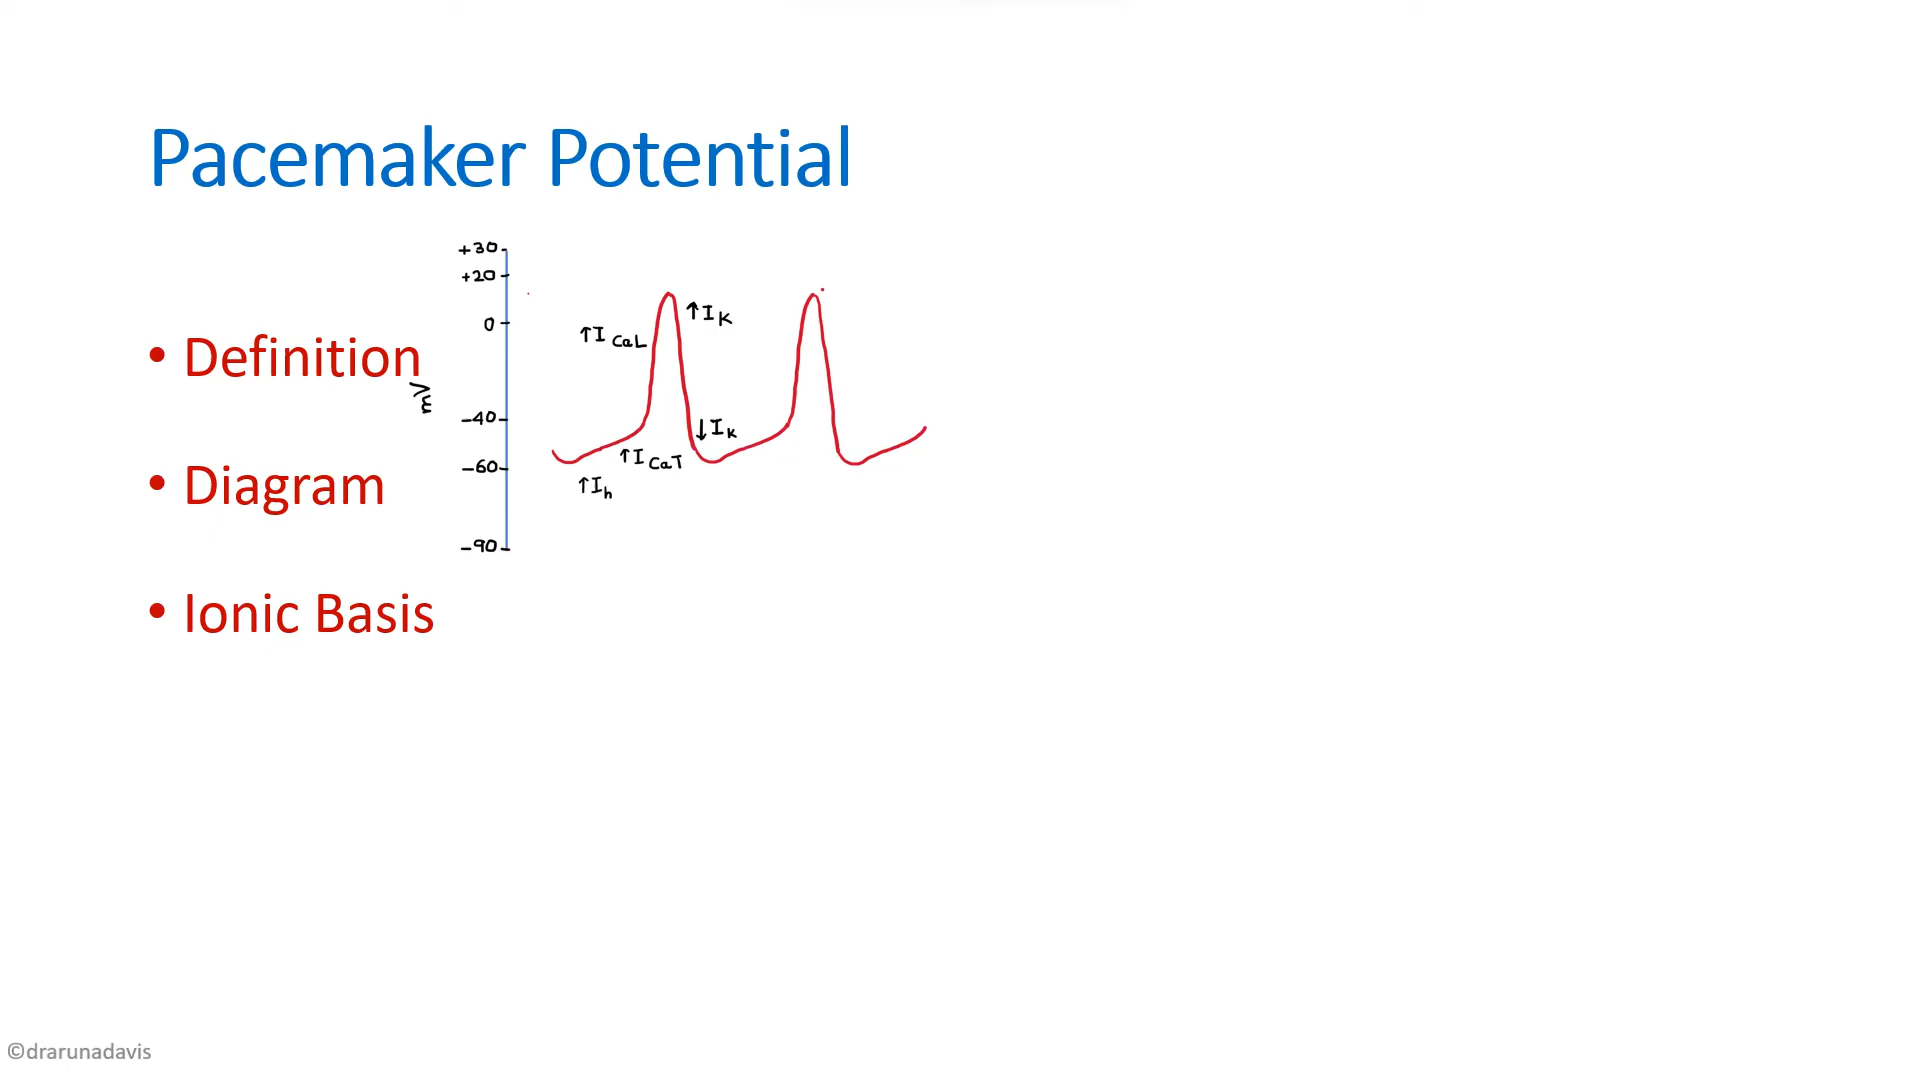 Pacemaker Potential
+30
+20
0
-40
-60
-90
mV
↑I CaL
↑I K
↓I K
↑I CaT
↑I h
• Definition
• Diagram
• Ionic Basis
©drarunadavis